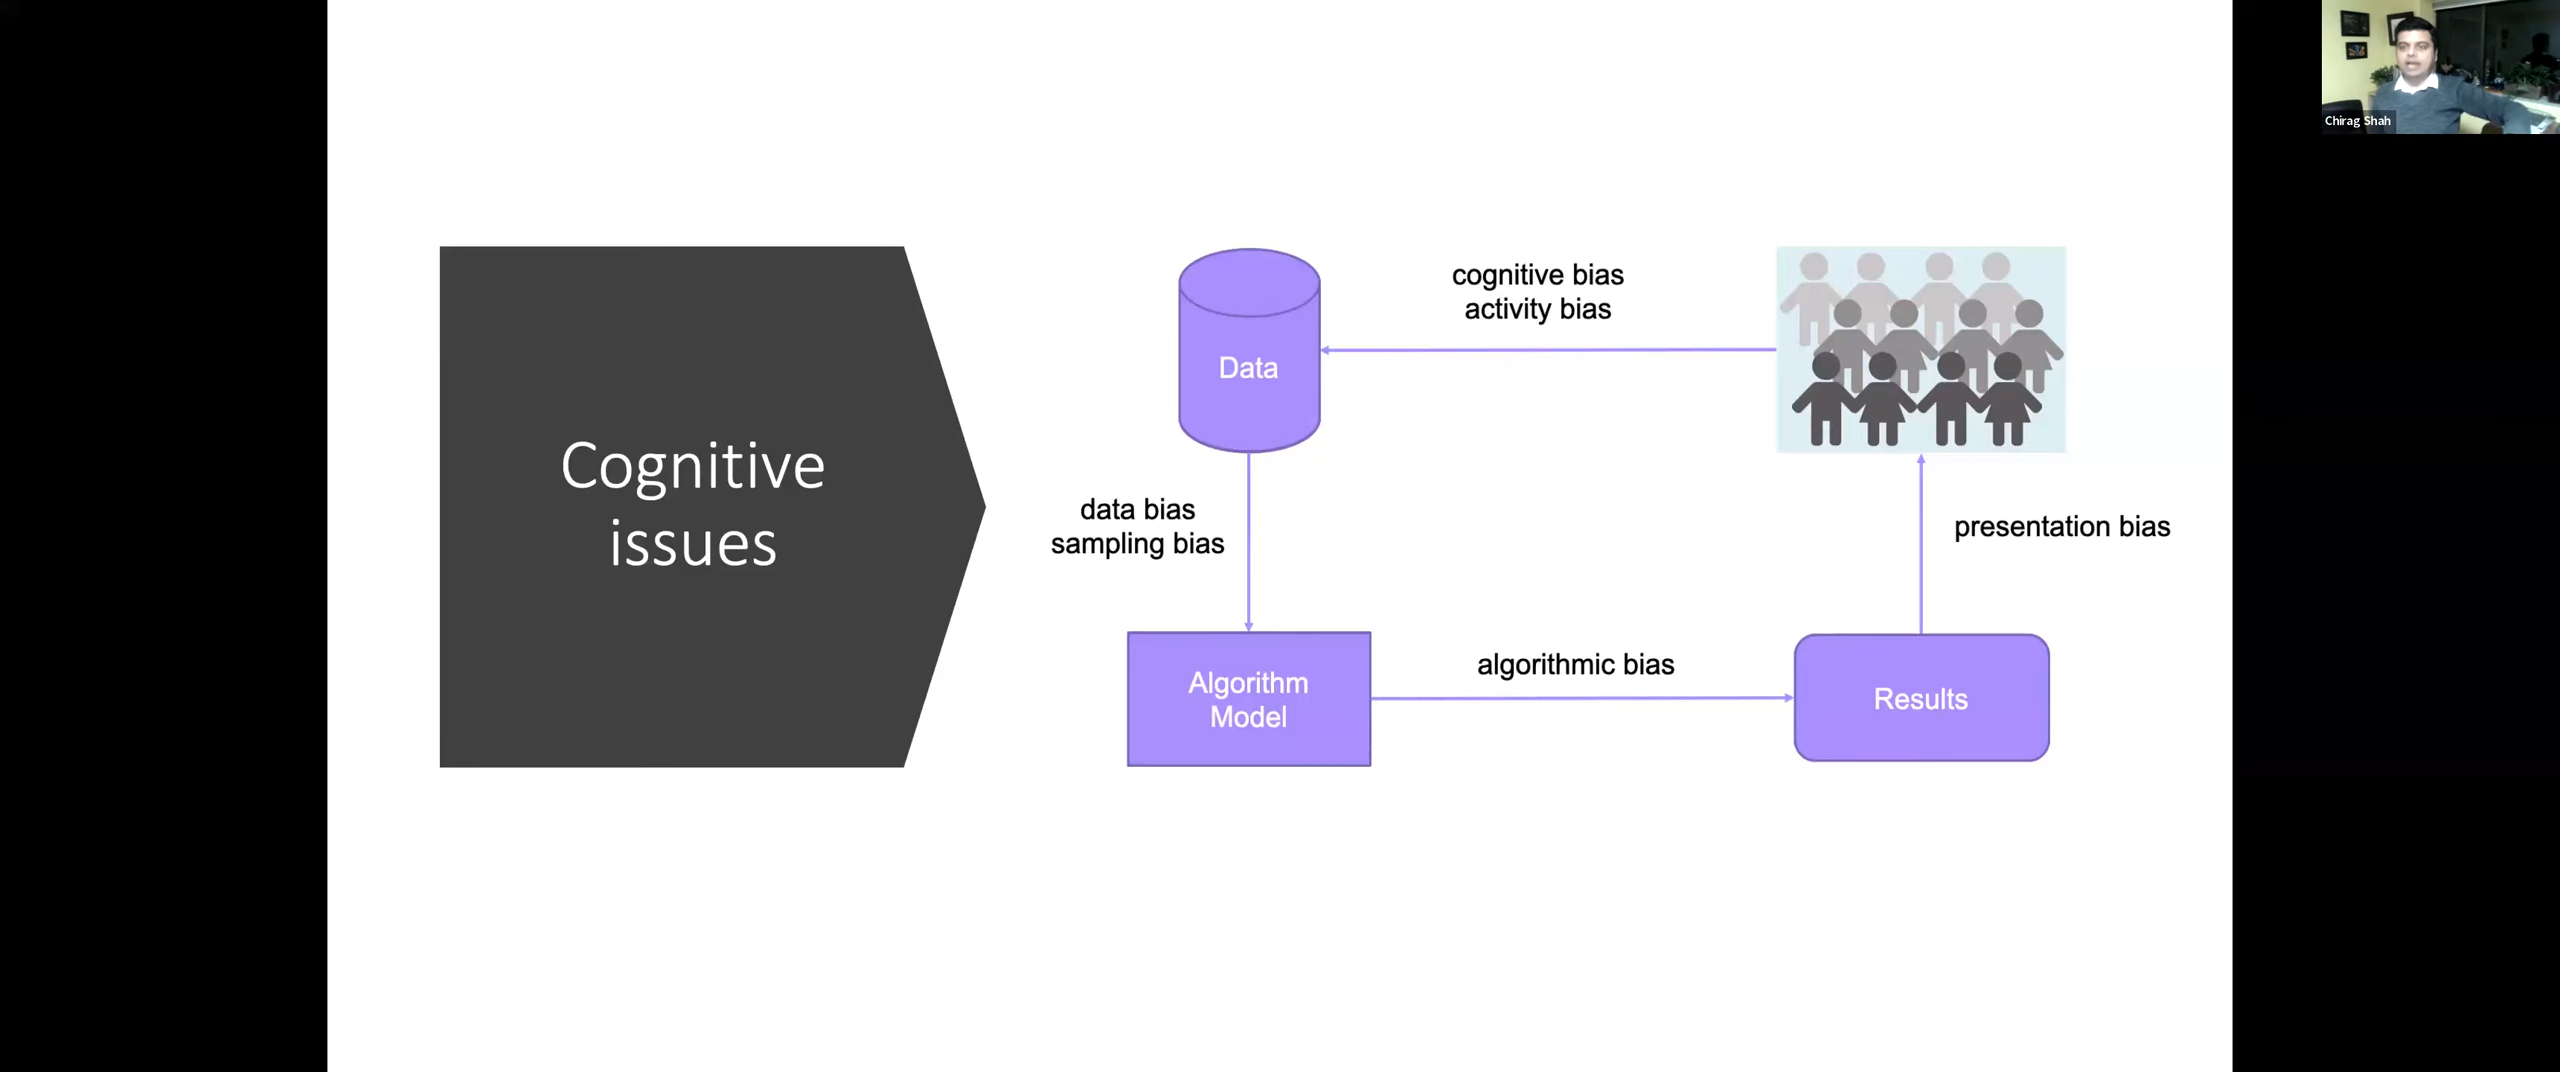 Chirag Shah
Cognitive
issues
cognitive bias
activity bias
Data
data bias
sampling bias
presentation bias
Algorithm
Model
algorithmic bias
Results